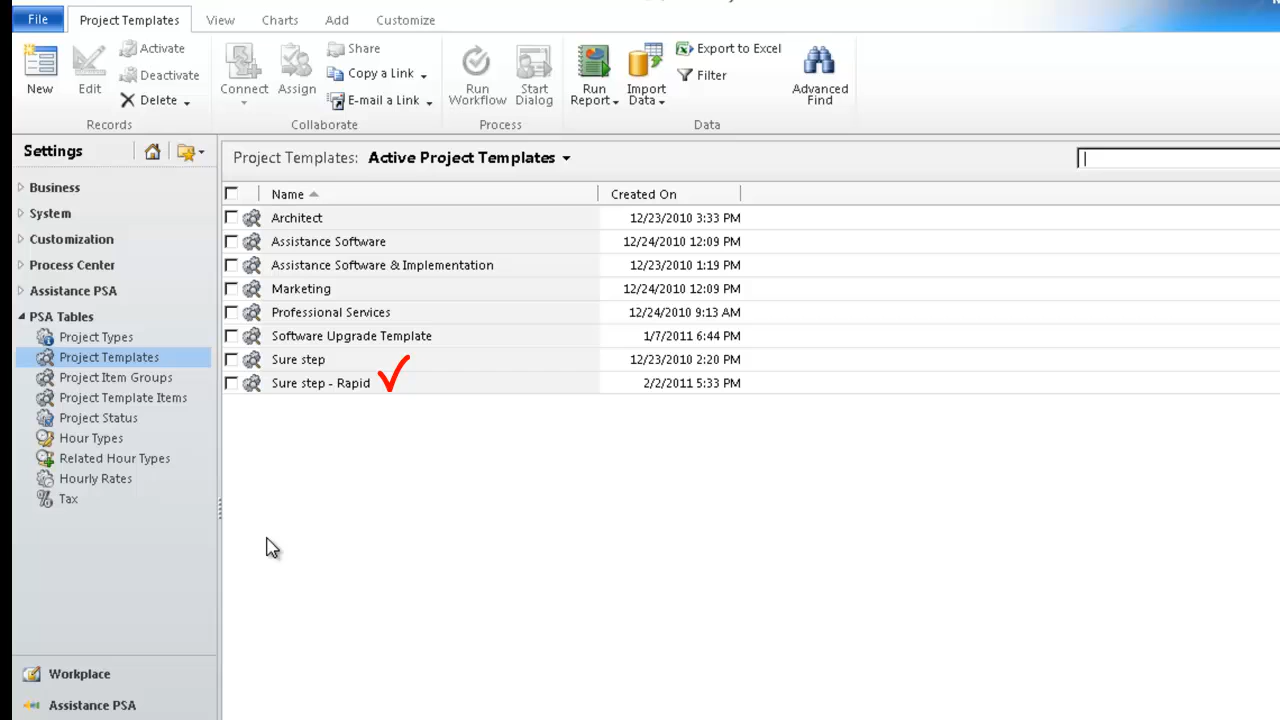 File Project Templates View Charts Add Customize
New Edit Activate Deactivate Delete
Records
Connect Assign Share Copy a Link E-mail a Link
Collaborate
Run Workflow Start Dialog
Process
Run Report Import Data Export to Excel Filter Advanced Find
Data
Settings
Business
System
Customization
Process Center
Assistance PSA
PSA Tables
Project Types
Project Templates
Project Item Groups
Project Template Items
Project Status
Hour Types
Related Hour Types
Hourly Rates
Tax
Workplace
Assistance PSA
Project Templates: Active Project Templates
Name Created On
Architect 12/23/2010 3:33 PM
Assistance Software 12/24/2010 12:09 PM
Assistance Software & Implementation 12/23/2010 1:19 PM
Marketing 12/24/2010 12:09 PM
Professional Services 12/24/2010 9:13 AM
Software Upgrade Template 1/7/2011 6:44 PM
Sure step 12/23/2010 2:20 PM
Sure step - Rapid 2/2/2011 5:33 PM